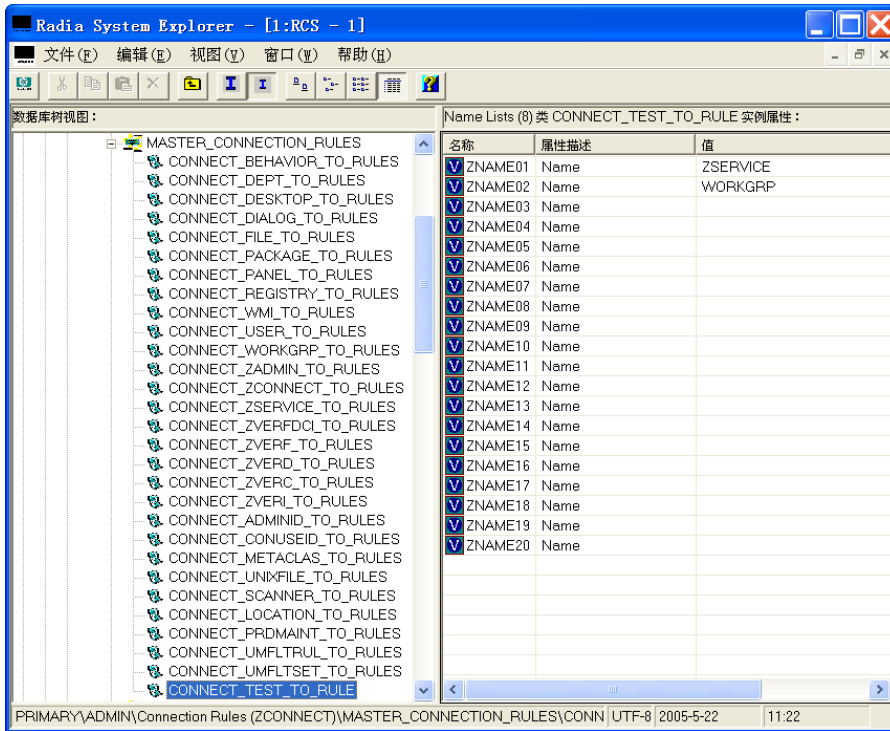 Radia System Explorer - [1:RCS - 1]
文件(F) 编辑(E) 视图(V) 窗口(W) 帮助(H)
数据库树视图：
MASTER_CONNECTION_RULES
CONNECT_BEHAVIOR_TO_RULES
CONNECT_DEPT_TO_RULES
CONNECT_DESKTOP_TO_RULES
CONNECT_DIALOG_TO_RULES
CONNECT_FILE_TO_RULES
CONNECT_PACKAGE_TO_RULES
CONNECT_PANEL_TO_RULES
CONNECT_REGISTRY_TO_RULES
CONNECT_WMI_TO_RULES
CONNECT_USER_TO_RULES
CONNECT_WORKGRP_TO_RULES
CONNECT_ZADMIN_TO_RULES
CONNECT_ZCONNECT_TO_RULES
CONNECT_ZSERVICE_TO_RULES
CONNECT_ZVERFDCI_TO_RULES
CONNECT_ZVERF_TO_RULES
CONNECT_ZVERD_TO_RULES
CONNECT_ZVERC_TO_RULES
CONNECT_ZVERI_TO_RULES
CONNECT_ADMINID_TO_RULES
CONNECT_CONUSEID_TO_RULES
CONNECT_METACLAS_TO_RULES
CONNECT_UNIXFILE_TO_RULES
CONNECT_SCANNER_TO_RULES
CONNECT_LOCATION_TO_RULES
CONNECT_PRDMAINT_TO_RULES
CONNECT_UMFLTRUL_TO_RULES
CONNECT_UMFLTSET_TO_RULES
CONNECT_TEST_TO_RULE
Name Lists (8) 类 CONNECT_TEST_TO_RULE 实例属性：
名称 属性描述 值
ZNAME01 Name ZSERVICE
ZNAME02 Name WORKGRP
ZNAME03 Name
ZNAME04 Name
ZNAME05 Name
ZNAME06 Name
ZNAME07 Name
ZNAME08 Name
ZNAME09 Name
ZNAME10 Name
ZNAME11 Name
ZNAME12 Name
ZNAME13 Name
ZNAME14 Name
ZNAME15 Name
ZNAME16 Name
ZNAME17 Name
ZNAME18 Name
ZNAME19 Name
ZNAME20 Name
PRIMARY\ADMIN\Connection Rules (ZCONNECT)\MASTER_CONNECTION_RULES\CONN UTF-8 2005-5-22 11:22